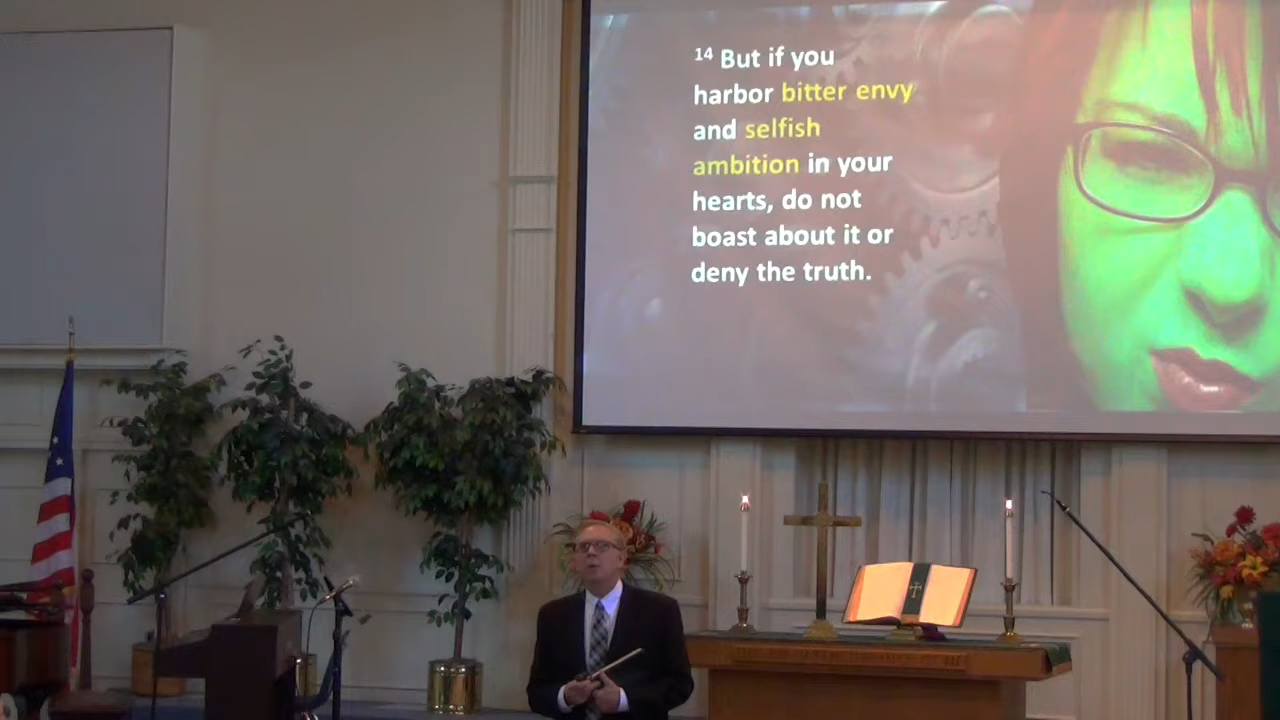 14 But if you
harbor bitter envy
and selfish
ambition in your
hearts, do not
boast about it or
deny the truth.